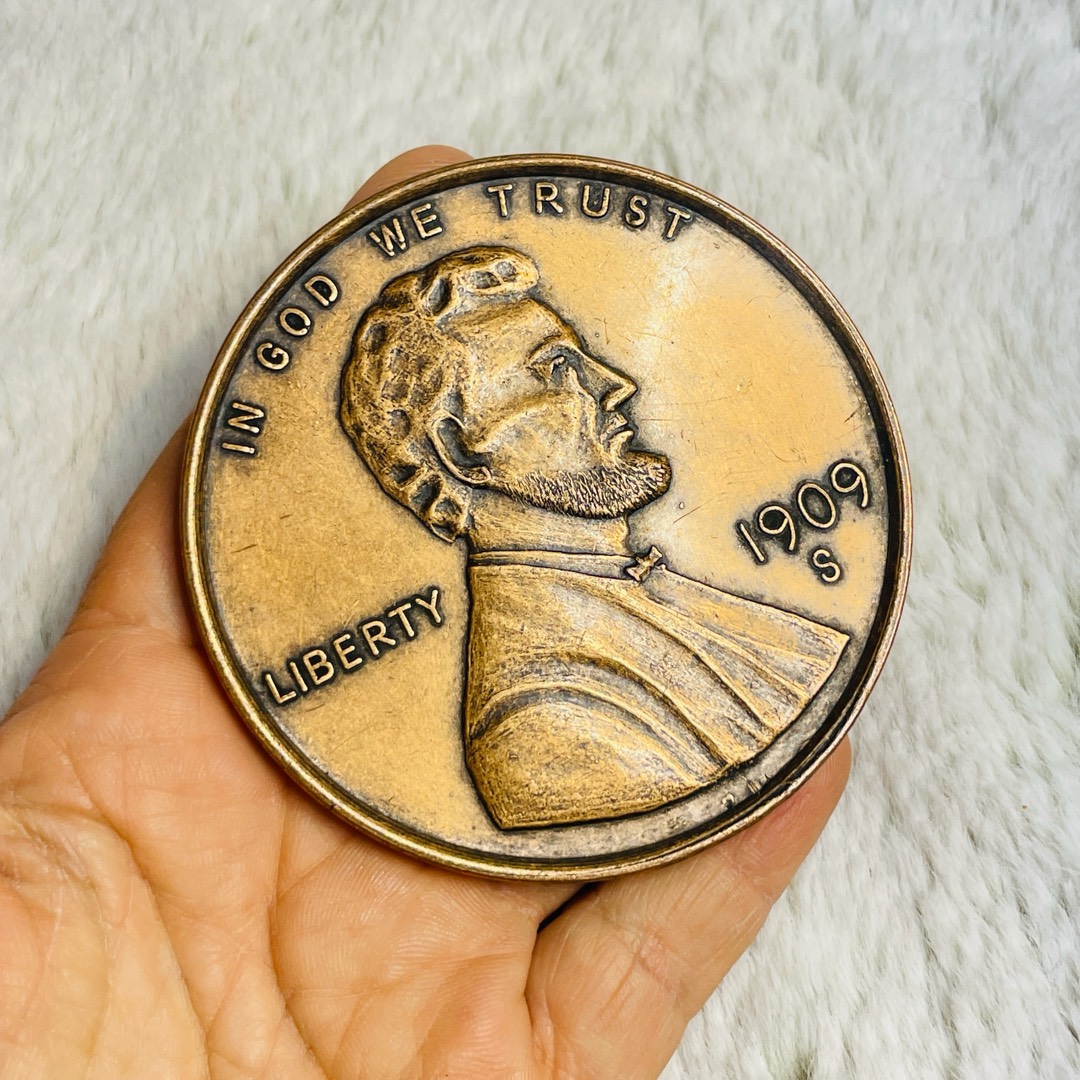 IN GOD WE TRUST
LIBERTY
1909
S